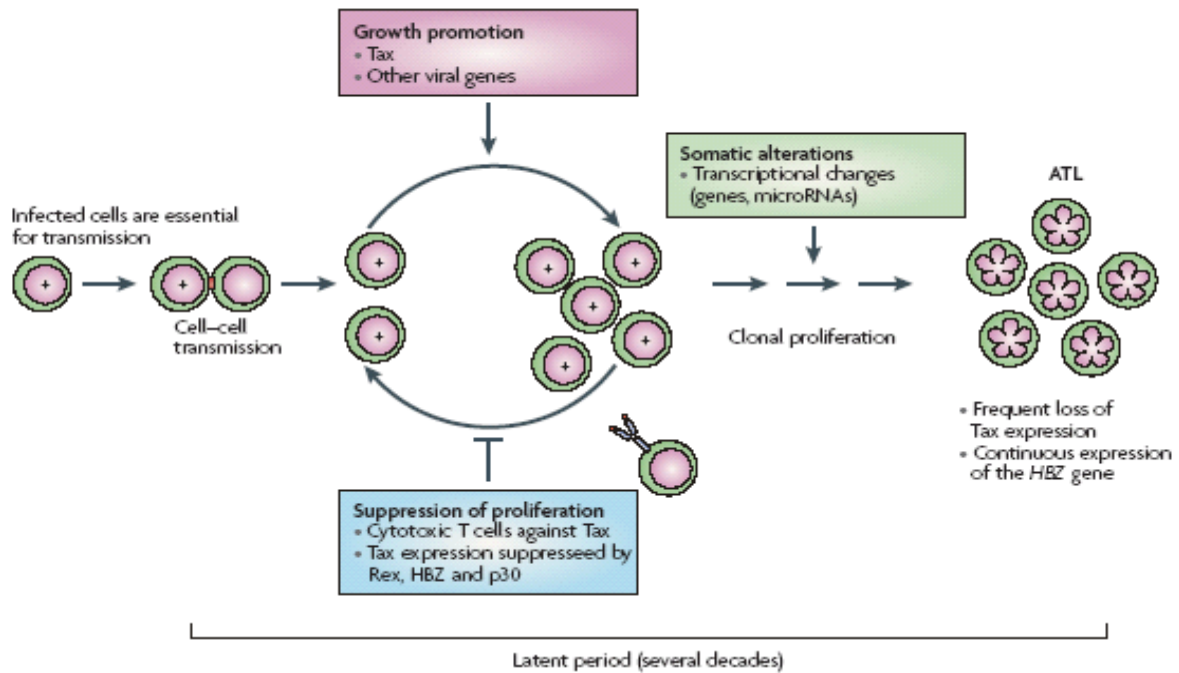 Growth promotion
• Tax
• Other viral genes
Somatic alterations
• Transcriptional changes
(genes, microRNAs)
ATL
Infected cells are essential
for transmission
+
+
+
+
+
+
+
+
+
Cell–cell
transmission
Clonal proliferation
• Frequent loss of
Tax expression
• Continuous expression
of the HBZ gene
Suppression of proliferation
• Cytotoxic T cells against Tax
• Tax expression suppresseed by
Rex, HBZ and p30
Latent period (several decades)